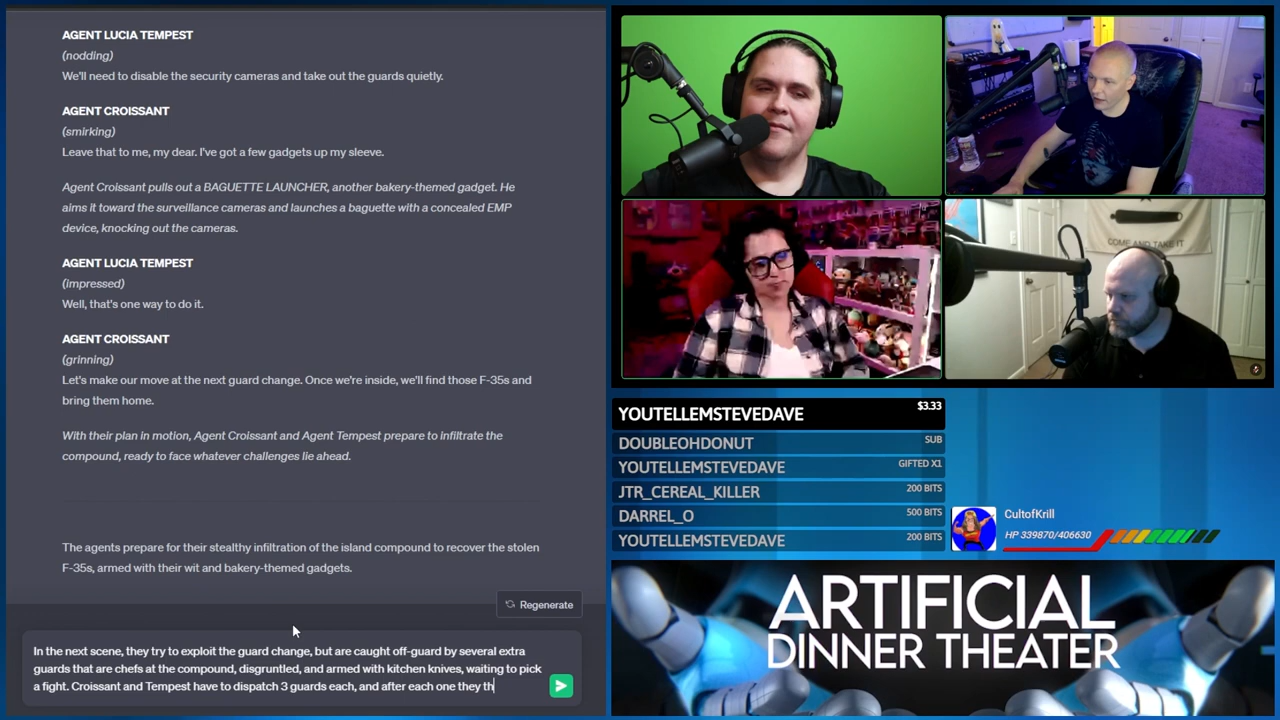 AGENT LUCIA TEMPEST
(nodding)
We'll need to disable the security cameras and take out the guards quietly.
AGENT CROISSANT
(smirking)
Leave that to me, my dear. I've got a few gadgets up my sleeve.
Agent Croissant pulls out a BAGUETTE LAUNCHER, another bakery-themed gadget. He
aims it toward the surveillance cameras and launches a baguette with a concealed EMP
device, knocking out the cameras.
AGENT LUCIA TEMPEST
(impressed)
Well, that's one way to do it.
AGENT CROISSANT
(grinning)
Let's make our move at the next guard change. Once we're inside, we'll find those F-35s and
bring them home.
With their plan in motion, Agent Croissant and Agent Tempest prepare to infiltrate the
compound, ready to face whatever challenges lie ahead.
The agents prepare for their stealthy infiltration of the island compound to recover the stolen
F-35s, armed with their wit and bakery-themed gadgets.
Regenerate
In the next scene, they try to exploit the guard change, but are caught off-guard by several extra
guards that are chefs at the compound, disgruntled, and armed with kitchen knives, waiting to pick
a fight. Croissant and Tempest have to dispatch 3 guards each, and after each one they th
COME AND TAKE IT
YOUTELLEMSTEVEDAVE $3.33
DOUBLEOHDONUT SUB
YOUTELLEMSTEVEDAVE GIFTED X1
JTR_CEREAL_KILLER 200 BITS
DARREL_O 500 BITS
YOUTELLEMSTEVEDAVE 200 BITS
CultofKrill
HP 339870/406630
ARTIFICIAL
DINNER THEATER